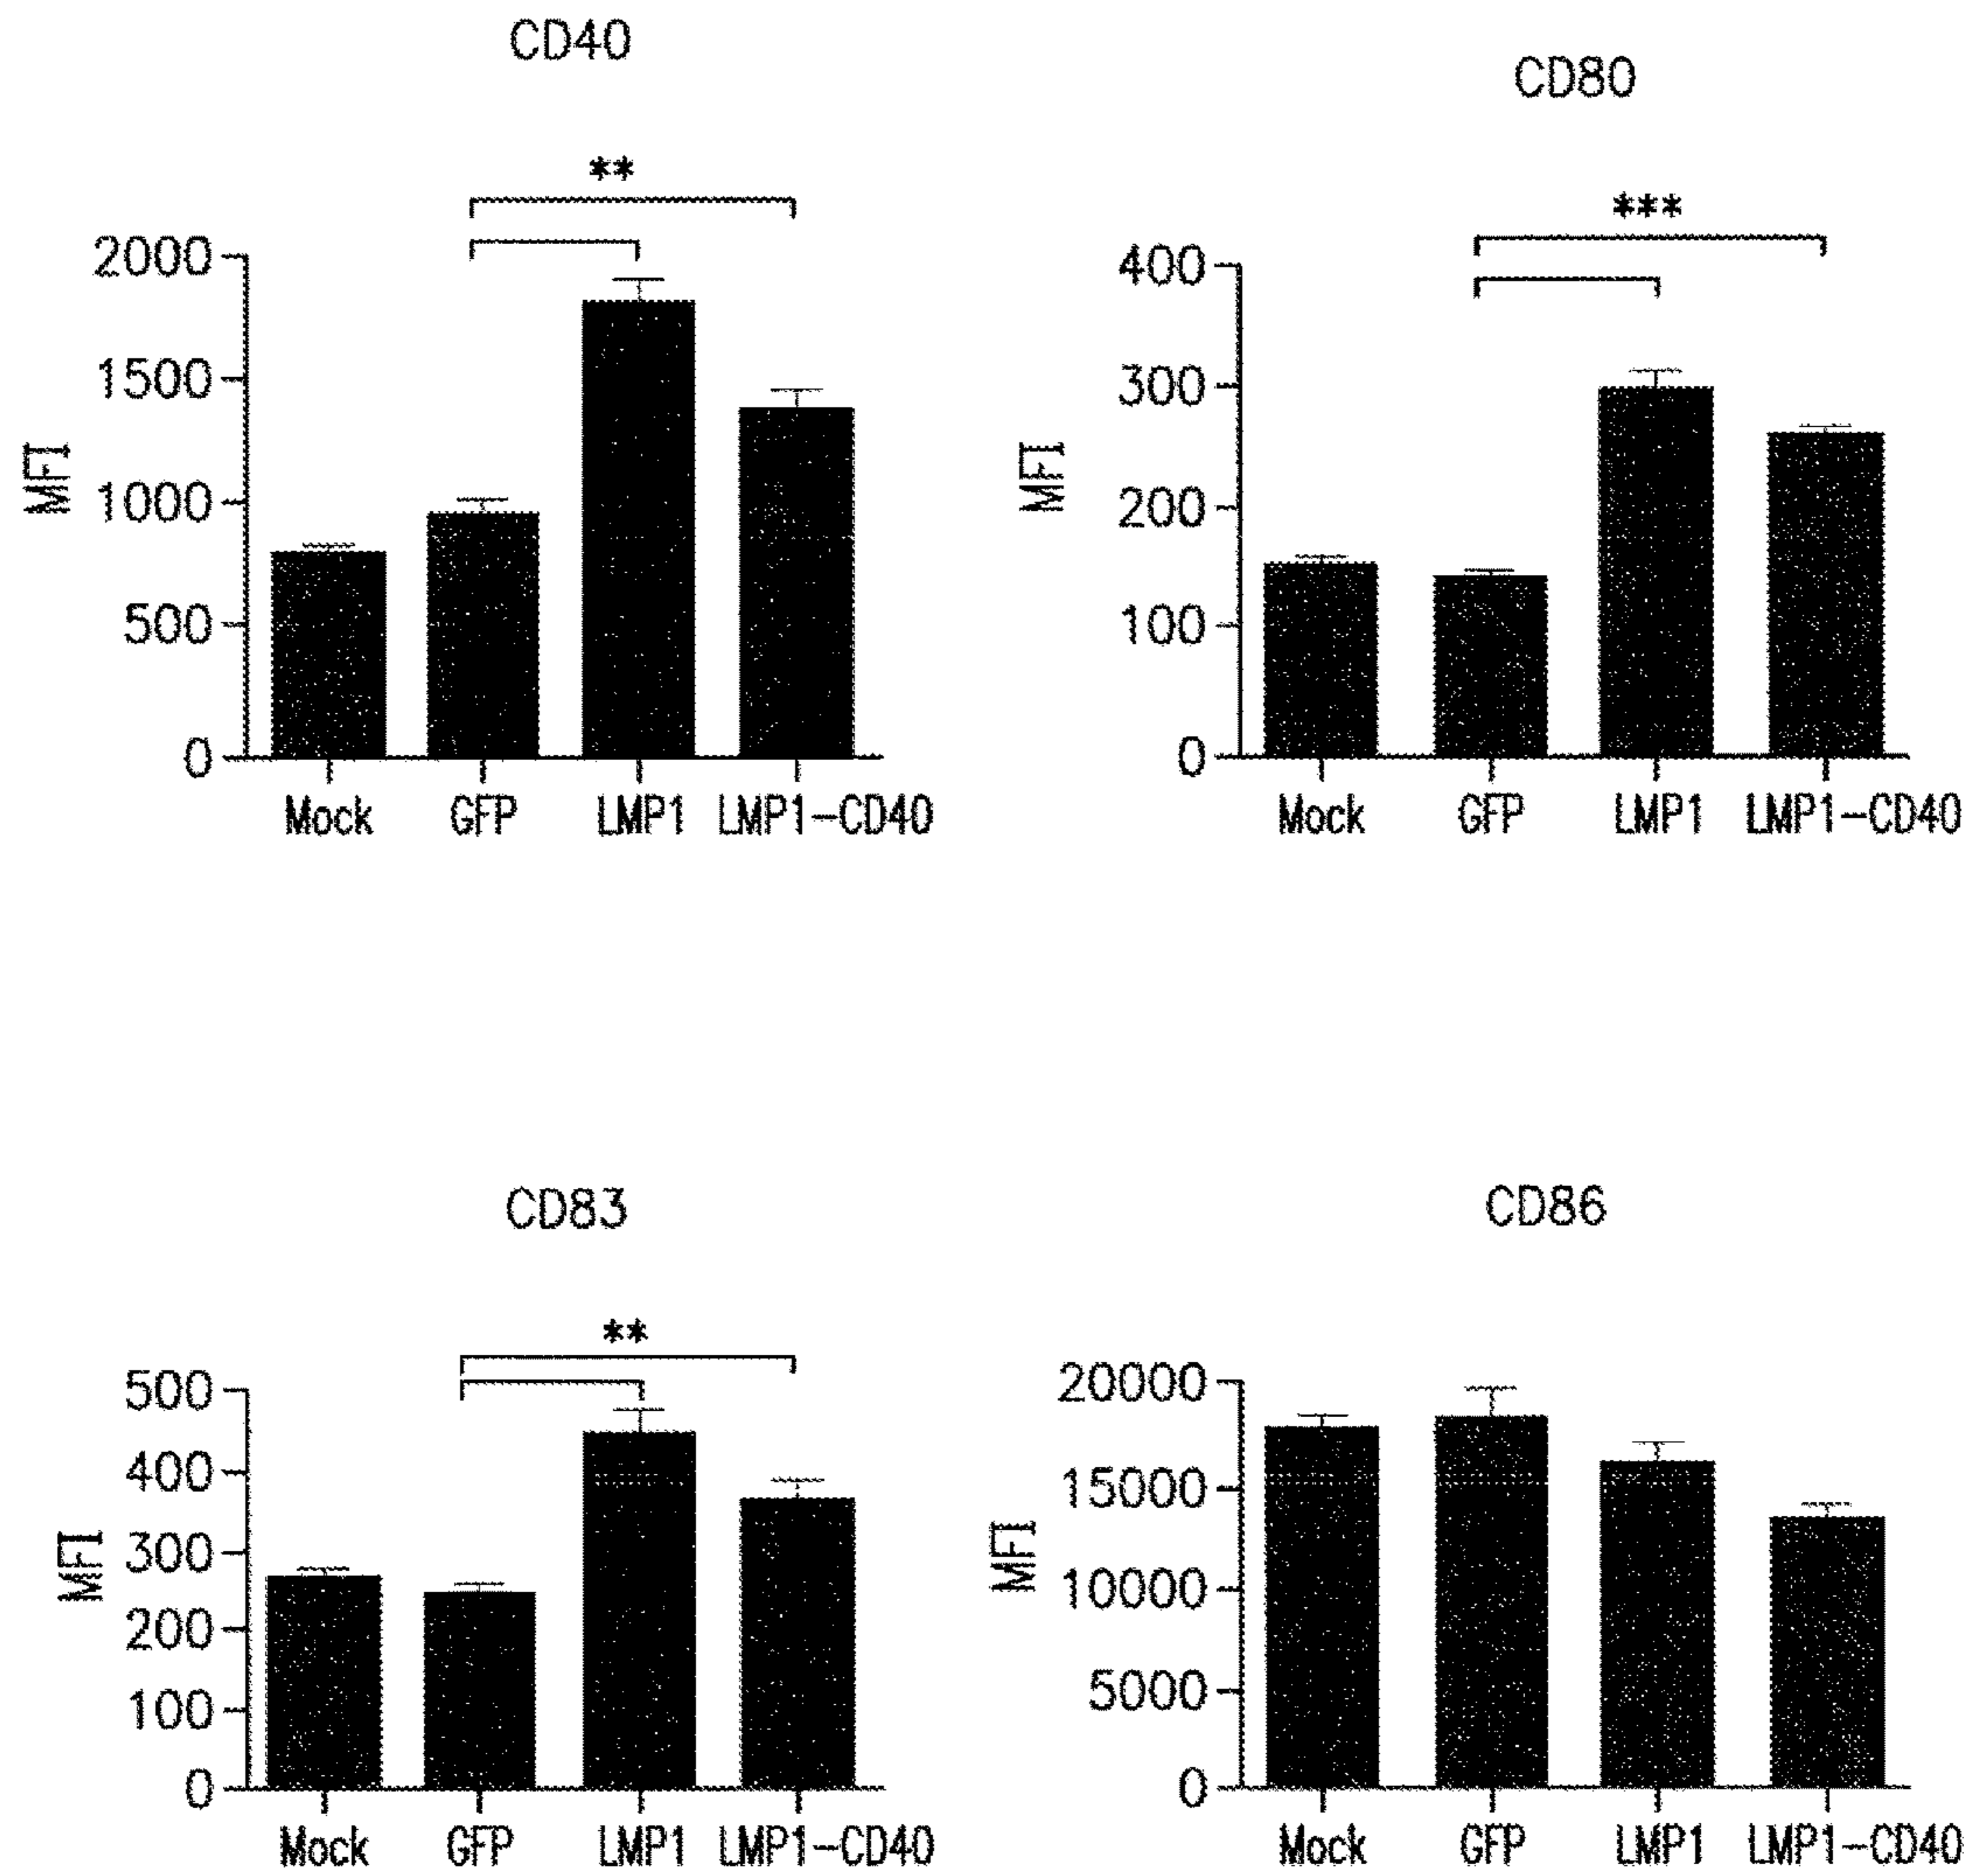 CD40
**
2000
1500
1000
500
0
MFI
Mock GFP LMP1 LMP1-CD40
CD80
***
400
300
200
100
0
MFI
Mock GFP LMP1 LMP1-CD40
CD83
**
500
400
300
200
100
0
MFI
Mock GFP LMP1 LMP1-CD40
CD86
20000
15000
10000
5000
0
MFI
Mock GFP LMP1 LMP1-CD40